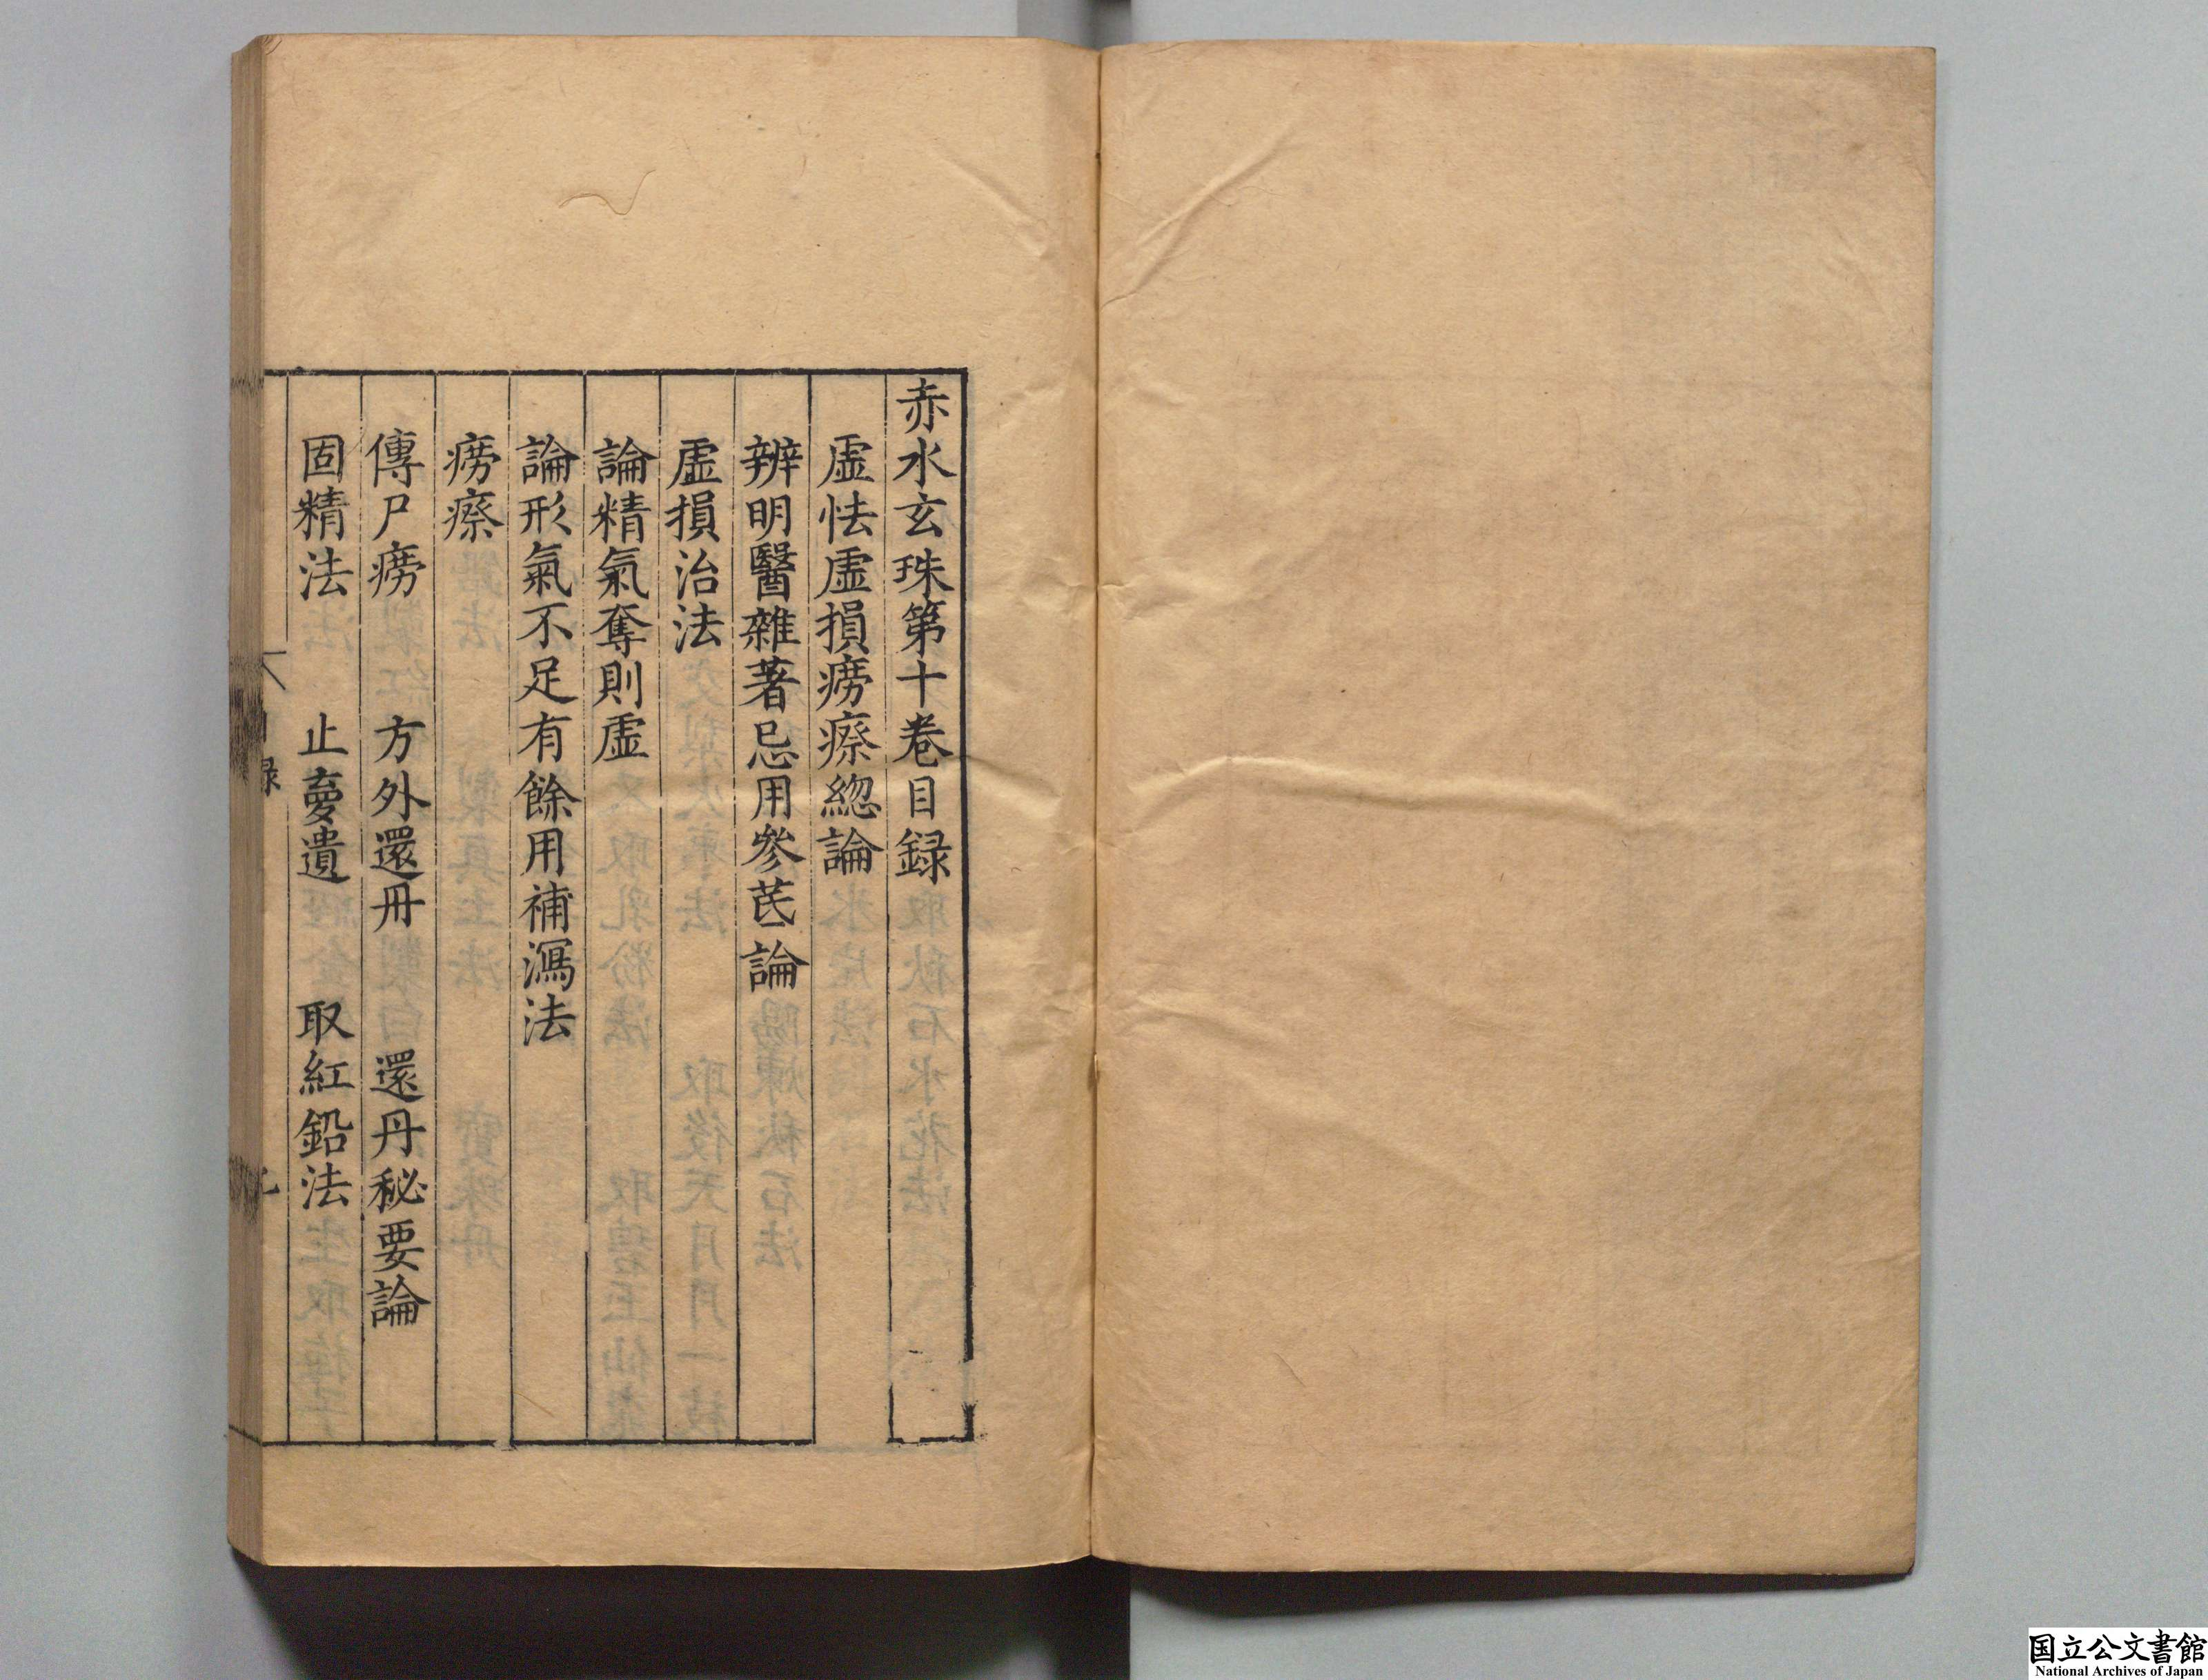 赤水玄珠第十卷目録
虛怯虛損癆瘵總論
辨明醫雜著忌用參芪論
虛損治法
論精氣奪則虛
論形氣不足有餘用補瀉法
癆瘵
傳尸癆　方外還丹　還丹秘要論
固精法　止夢遺　取紅鉛法
国立公文書館
National Archives of Japan